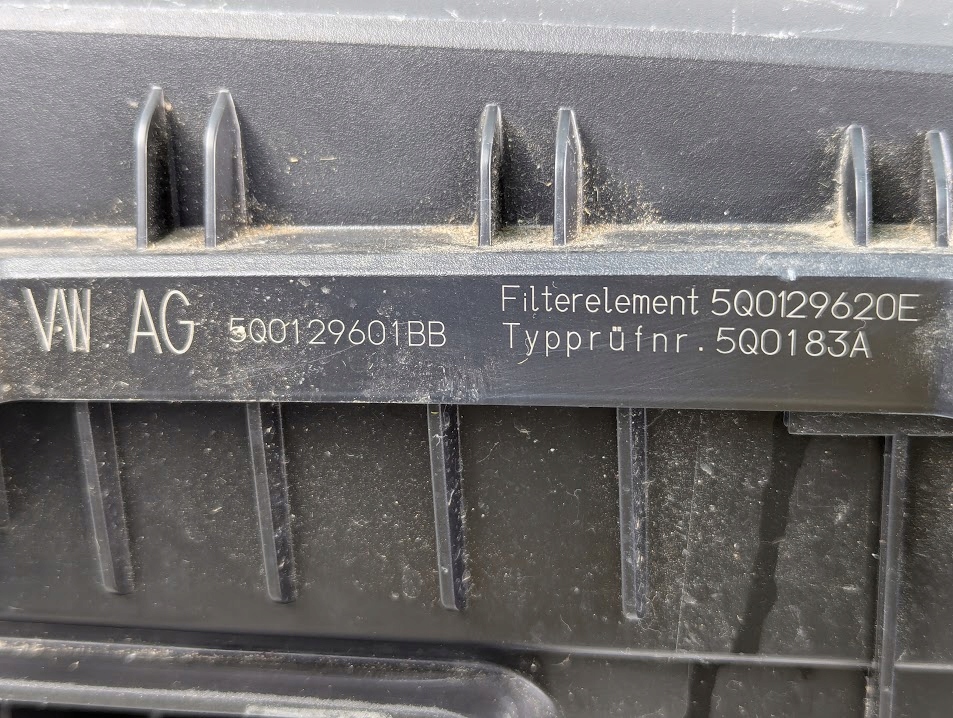 VW AG 5Q0129601BB
Filterelement 5Q0129620E
Typprüfnr. 5Q0183A